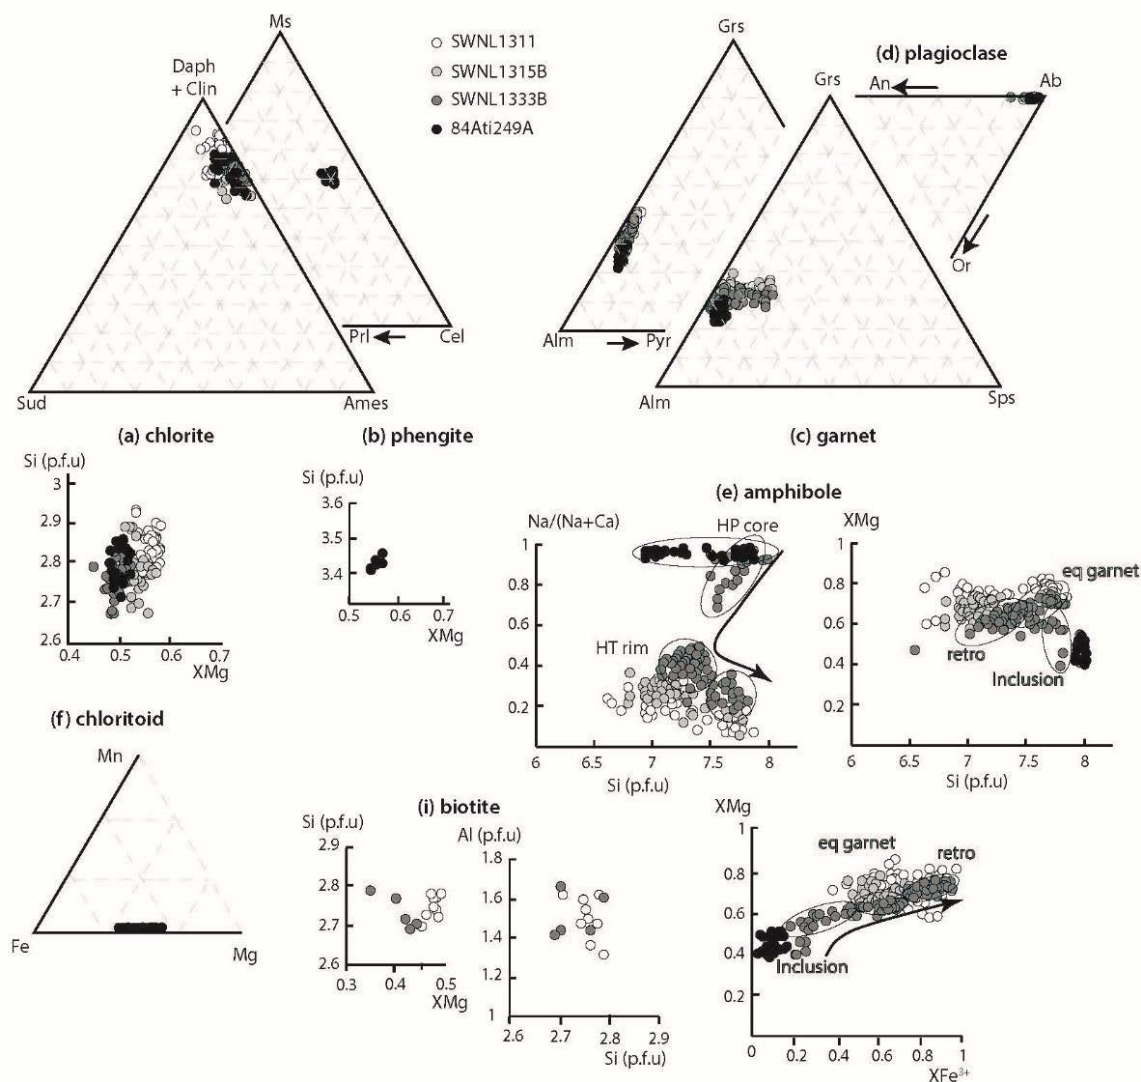 Ms
Daph
+ Clin
Sud
Ames
Prl
Cel
SWNL1311
SWNL1315B
SWNL1333B
84Ati249A
Grs
Alm
Pyr
Grs
Alm
Sps
(d) plagioclase
An
Ab
Or
(a) chlorite
Si (p.f.u)
3
2.9
2.8
2.7
2.6
0.4
0.5
0.6
0.7
XMg
(b) phengite
Si (p.f.u)
3.6
3.5
3.4
0.5
0.6
0.7
XMg
(c) garnet
(e) amphibole
Na/(Na+Ca)
HP core
1
0.8
0.6
0.4
0.2
HT rim
6
6.5
7
7.5
8
Si (p.f.u)
XMg
1
0.8
0.6
0.4
0.2
eq garnet
retro
Inclusion
6
6.5
7
7.5
8
Si (p.f.u)
(f) chloritoid
Mn
Fe
Mg
(i) biotite
Si (p.f.u)
2.9
2.8
2.7
2.6
0.3
0.4
0.5
XMg
Al (p.f.u)
1.8
1.6
1.4
1.2
1
2.6
2.7
2.8
2.9
Si (p.f.u)
XMg
1
0.8
0.6
0.4
0.2
eq garnet
retro
Inclusion
0
0.2
0.4
0.6
0.8
1
XFe³⁺